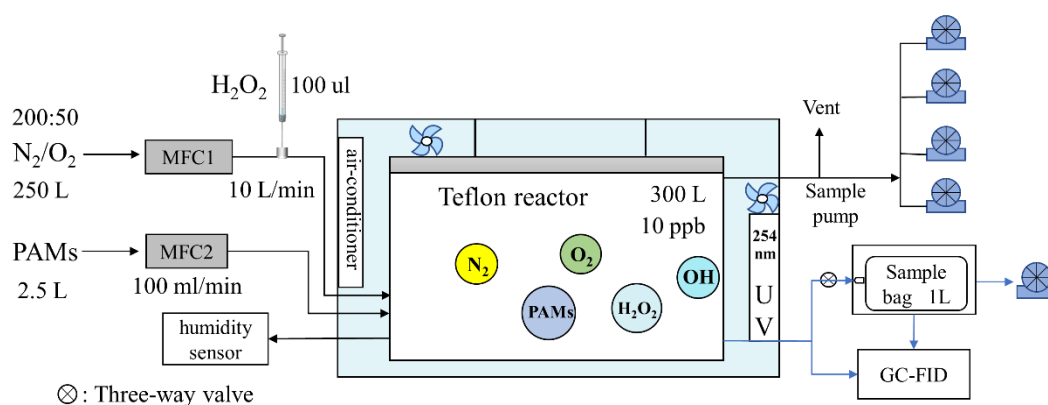 200:50
N₂/O₂
250 L
MFC1
10 L/min
H₂O₂
100 ul
PAMs
2.5 L
MFC2
100 ml/min
humidity
sensor
⊗: Three-way valve
air-conditioner
Teflon reactor
300 L
10 ppb
N₂
O₂
OH
PAMs
H₂O₂
254
nm
U
V
Vent
Sample
pump
Sample
bag 1L
GC-FID